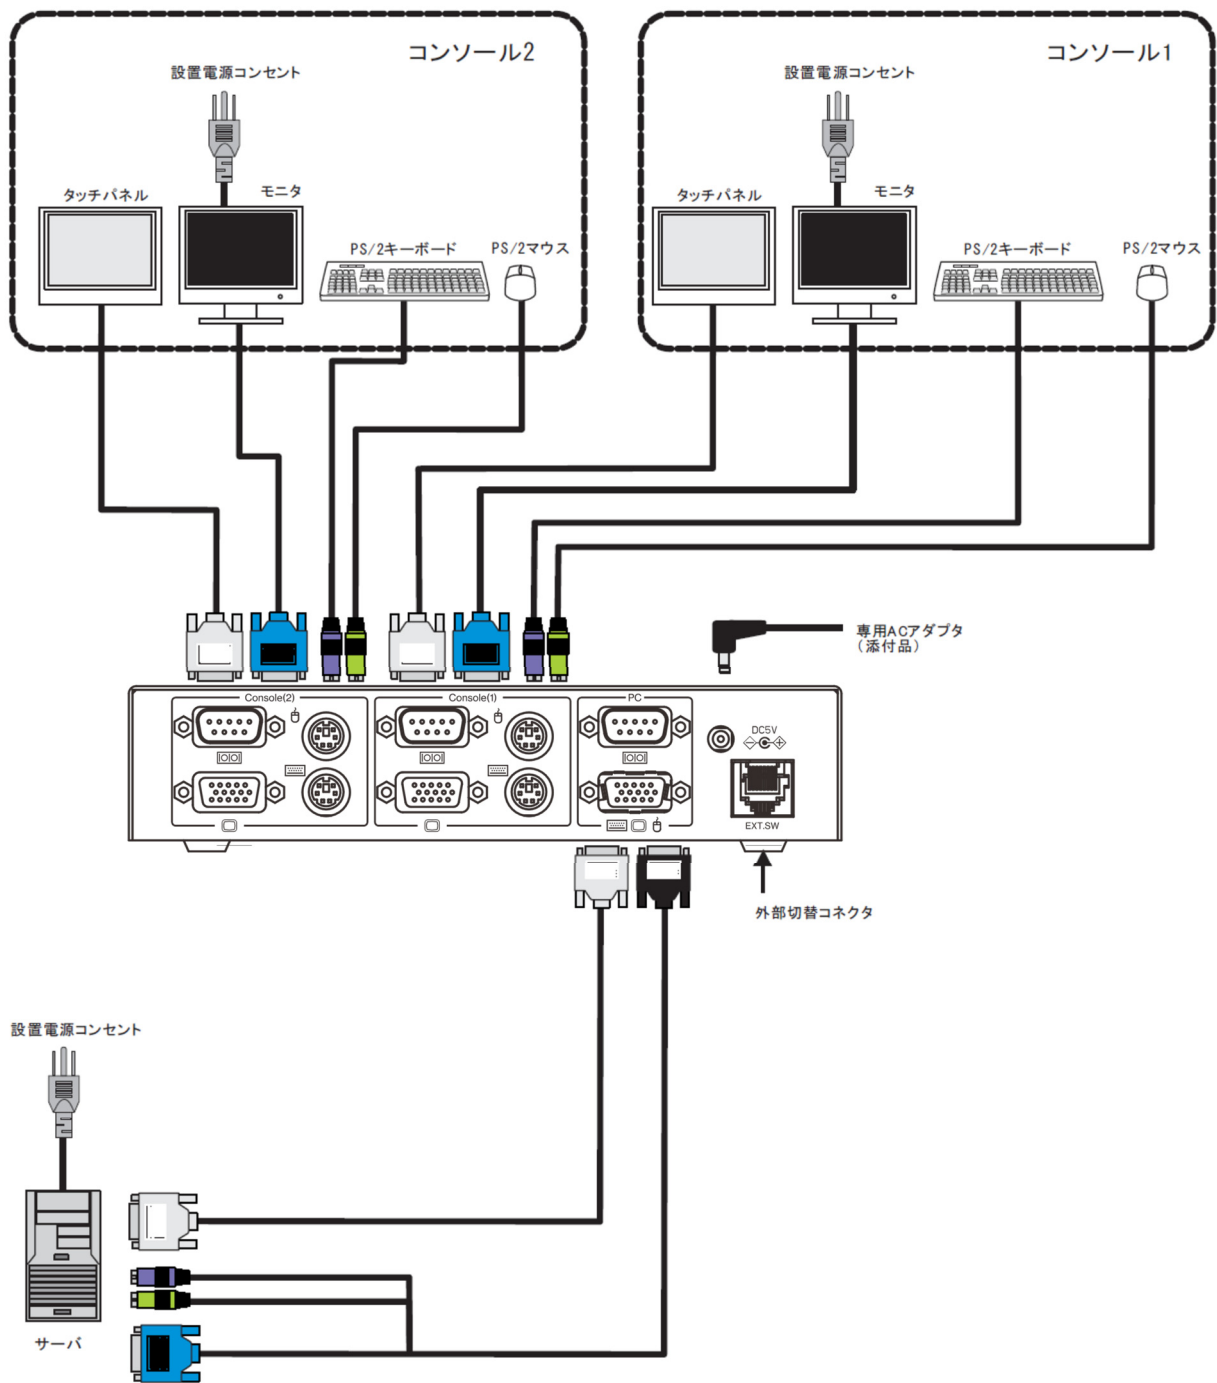 コンソール2
コンソール1
設置電源コンセント
設置電源コンセント
タッチパネル
モニタ
PS/2キーボード
PS/2マウス
タッチパネル
モニタ
PS/2キーボード
PS/2マウス
専用ACアダプタ
（添付品）
Console(2)
Console(1)
PC
DC5V
EXT.SW
外部切替コネクタ
設置電源コンセント
サーバ